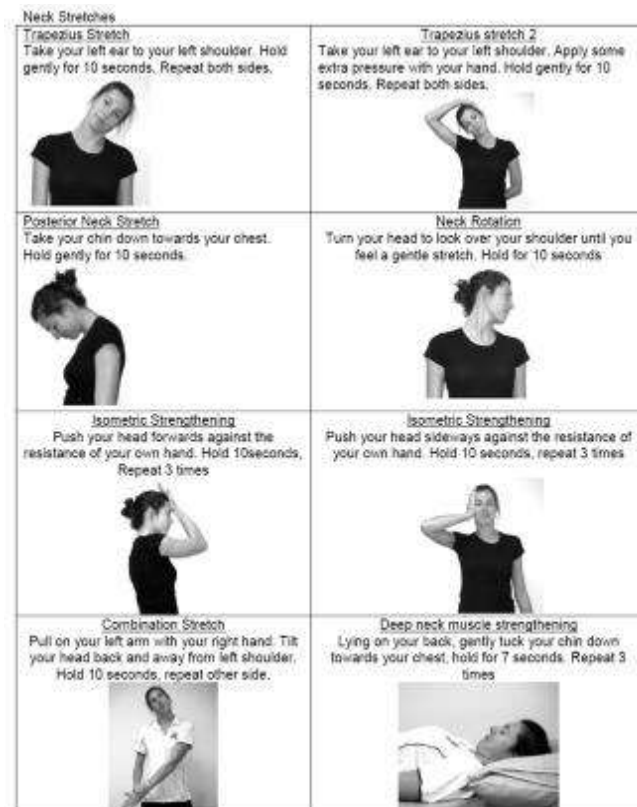 Neck Stretches
Trapezius Stretch
Take your left ear to your left shoulder. Hold
gently for 10 seconds. Repeat both sides.
Trapezius stretch 2
Take your left ear to your left shoulder. Apply some
extra pressure with your hand. Hold gently for 10
seconds. Repeat both sides.
Posterior Neck Stretch
Take your chin down towards your chest.
Hold gently for 10 seconds.
Neck Rotation
Turn your head to look over your shoulder until you
feel a gentle stretch. Hold for 10 seconds
Isometric Strengthening
Push your head forwards against the
resistance of your own hand. Hold 10seconds,
Repeat 3 times
Isometric Strengthening
Push your head sideways against the resistance of
your own hand. Hold 10 seconds, repeat 3 times
Combination Stretch
Pull on your left arm with your right hand. Tilt
your head back and away from left shoulder.
Hold 10 seconds, repeat other side.
Deep neck muscle strengthening
Lying on your back, gently tuck your chin down
towards your chest, hold for 7 seconds. Repeat 3
times